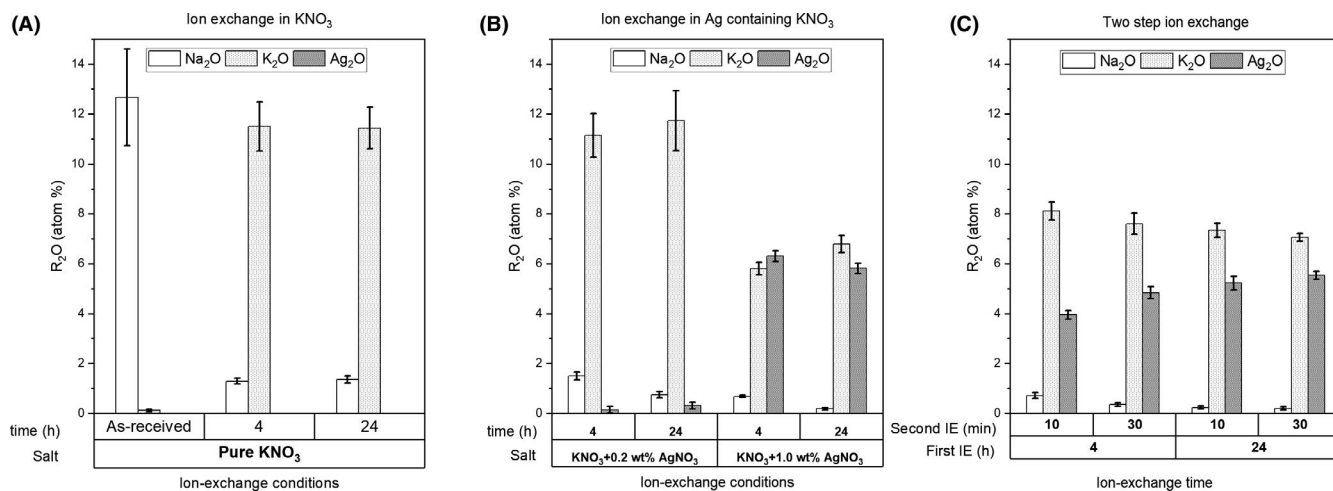 (A)
Ion exchange in KNO₃
Na₂O K₂O Ag₂O
R₂O (atom %)
14
12
10
8
6
4
2
0
time (h) As-received 4 24
Salt Pure KNO₃
Ion-exchange conditions
(B)
Ion exchange in Ag containing KNO₃
Na₂O K₂O Ag₂O
R₂O (atom %)
14
12
10
8
6
4
2
0
time (h) 4 24 4 24
Salt KNO₃+0.2 wt% AgNO₃ KNO₃+1.0 wt% AgNO₃
Ion-exchange conditions
(C)
Two step ion exchange
Na₂O K₂O Ag₂O
R₂O (atom %)
14
12
10
8
6
4
2
0
Second IE (min) 10 30 10 30
First IE (h) 4 24
Ion-exchange time